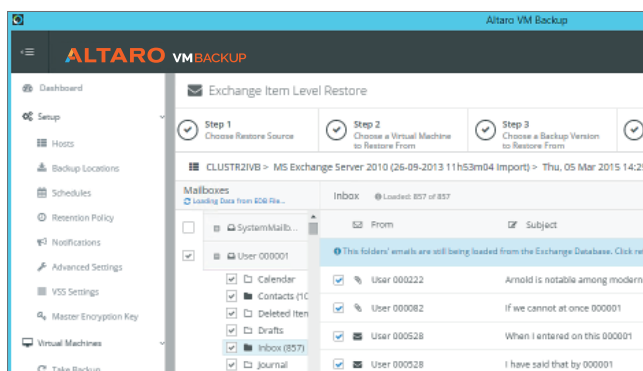 Altaro VM Backup
ALTARO VM BACKUP
Dashboard
Setup
Hosts
Backup Locations
Schedules
Retention Policy
Notifications
Advanced Settings
VSS Settings
Master Encryption Key
Virtual Machines
Take Backup
Exchange Item Level Restore
Step 1
Choose Restore Source
Step 2
Choose a Virtual Machine
to Restore From
Step 3
Choose a Backup Version
to Restore From
CLUSTR2IVB > MS Exchange Server 2010 (26-09-2013 11h53m04 Import) > Thu, 05 Mar 2015 14:25
Mailboxes
Loading Data from EDB File...
Inbox Loaded: 857 of 857
SystemMailb...
User 000001
Calendar
Contacts (10
Deleted Iten
Drafts
Inbox (857)
Journal
From Subject
This folders' emails are still being loaded from the Exchange Database. Click re
User 000222 Arnold is notable among modern
User 000082 If we cannot at once 000001
User 000528 When I entered on this 000001
User 000528 I have said that by 000001